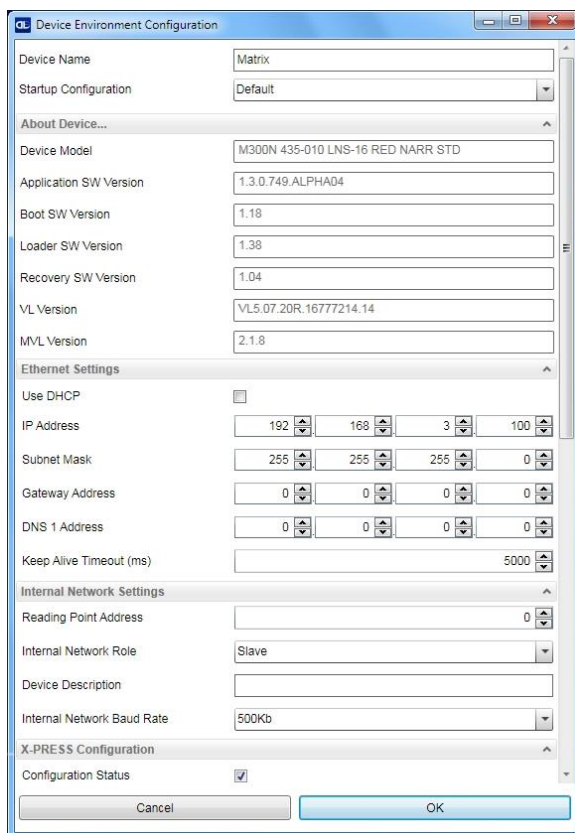 DL Device Environment Configuration
Device Name Matrix
Startup Configuration Default
About Device...
Device Model M300N 435-010 LNS-16 RED NARR STD
Application SW Version 1.3.0.749.ALPHA04
Boot SW Version 1.18
Loader SW Version 1.38
Recovery SW Version 1.04
VL Version VL5.07.20R.16777214.14
MVL Version 2.1.8
Ethernet Settings
Use DHCP
IP Address 192 . 168 . 3 . 100
Subnet Mask 255 . 255 . 255 . 0
Gateway Address 0 . 0 . 0 . 0
DNS 1 Address 0 . 0 . 0 . 0
Keep Alive Timeout (ms) 5000
Internal Network Settings
Reading Point Address 0
Internal Network Role Slave
Device Description
Internal Network Baud Rate 500Kb
X-PRESS Configuration
Configuration Status
Cancel OK